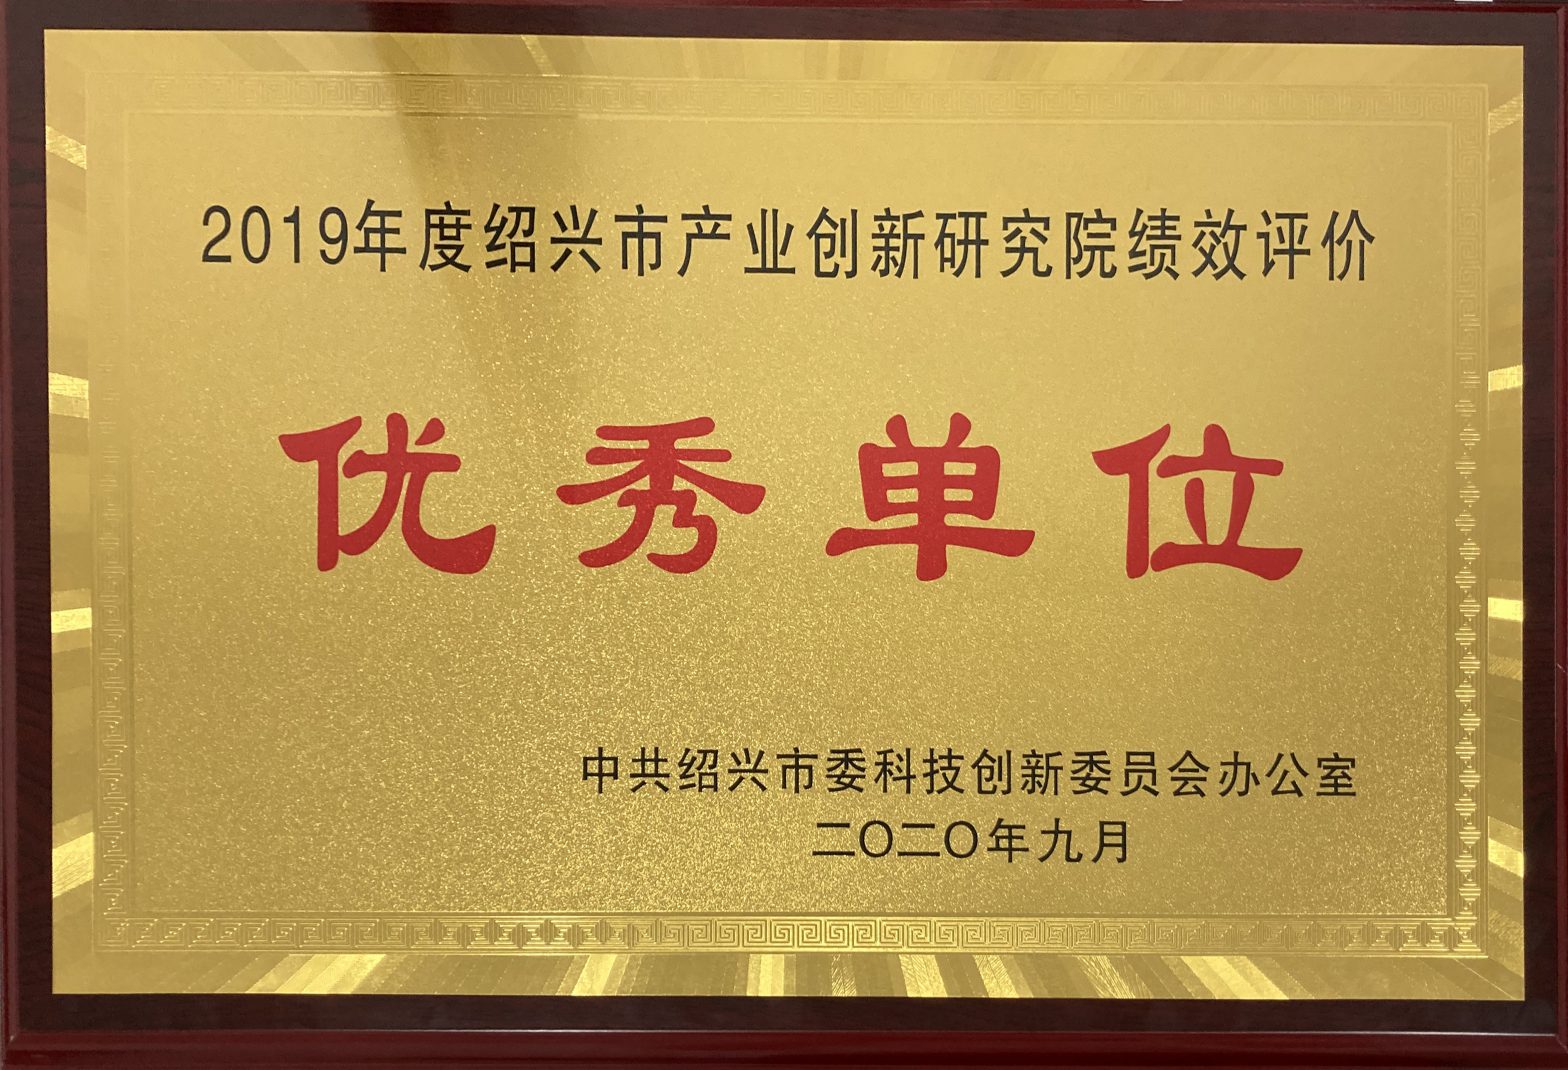 2019年度绍兴市产业创新研究院绩效评价
优秀单位
中共绍兴市委科技创新委员会办公室
二〇二〇年九月